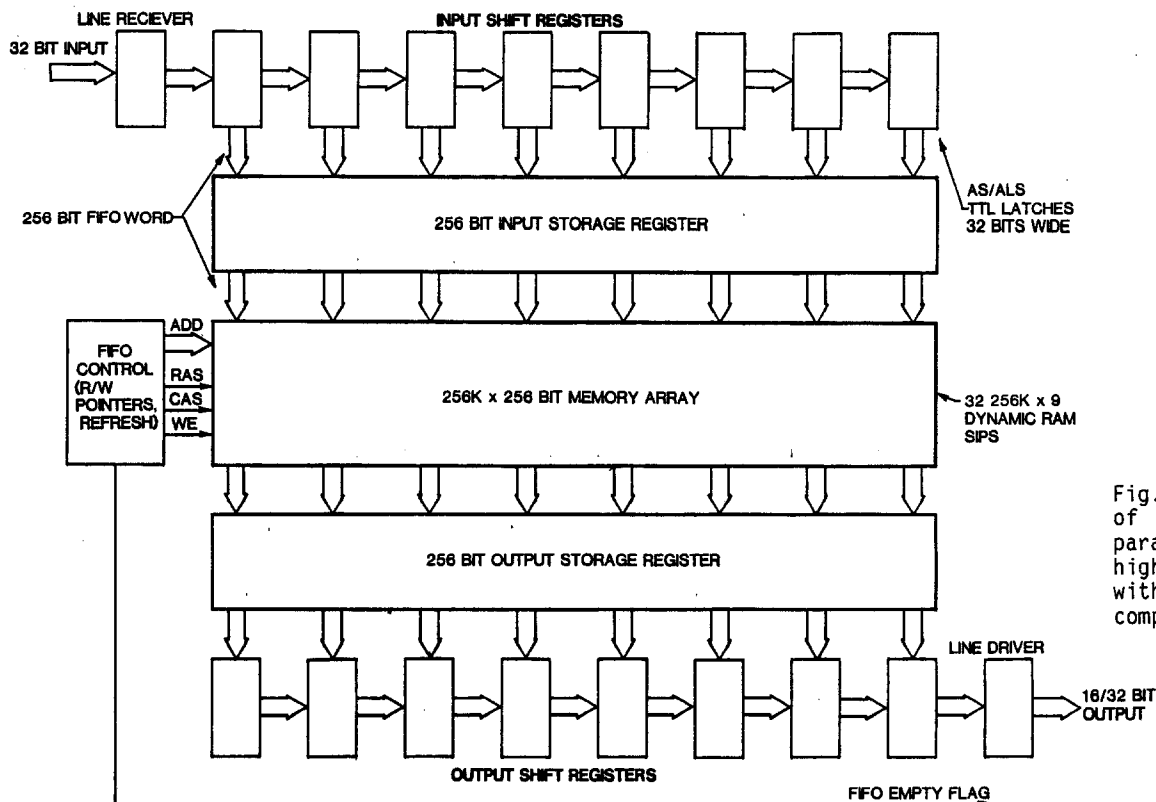 LINE RECIEVER
INPUT SHIFT REGISTERS
32 BIT INPUT
256 BIT FIFO WORD
AS/ALS
TTL LATCHES
32 BITS WIDE
256 BIT INPUT STORAGE REGISTER
FIFO
CONTROL
(R/W
POINTERS,
REFRESH)
ADD
RAS
CAS
WE
256K x 256 BIT MEMORY ARRAY
32 256K x 9
DYNAMIC RAM
SIPS
256 BIT OUTPUT STORAGE REGISTER
Fig.
of
para
high
with
comp
LINE DRIVER
16/32 BIT
OUTPUT
OUTPUT SHIFT REGISTERS
FIFO EMPTY FLAG